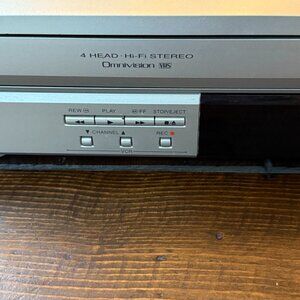 4 HEAD Hi-Fi STEREO
Omnivision VHS
REW PLAY FF STOP/EJECT
CHANNEL REC
VCR